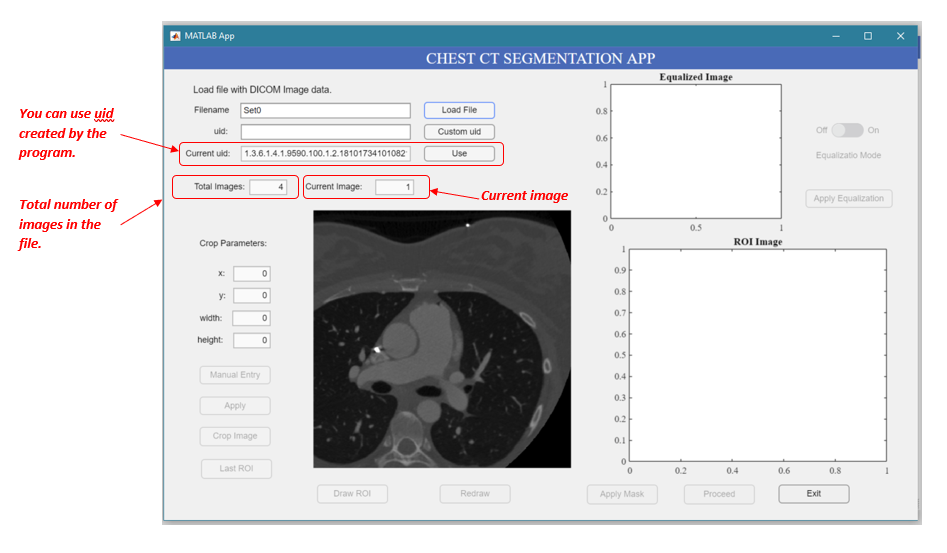 MATLAB App
CHEST CT SEGMENTATION APP
Load file with DICOM Image data.
Filename Set0 Load File
uid: Custom uid
Current uid: 1.3.6.1.4.1.9590.100.1.2.18101734101082 Use
Total Images: 4 Current Image: 1
You can use uid
created by the
program.
Total number of
images in the
file.
Current image
Crop Parameters:
x: 0
y: 0
width: 0
height: 0
Manual Entry
Apply
Crop Image
Last ROI
Draw ROI Redraw
Equalized Image
1
0.8
0.6
0.4
0.2
0
0 0.5 1
Off On
Equalizatio Mode
Apply Equalization
ROI Image
1
0.9
0.8
0.7
0.6
0.5
0.4
0.3
0.2
0.1
0
0 0.2 0.4 0.6 0.8 1
Apply Mask Proceed Exit